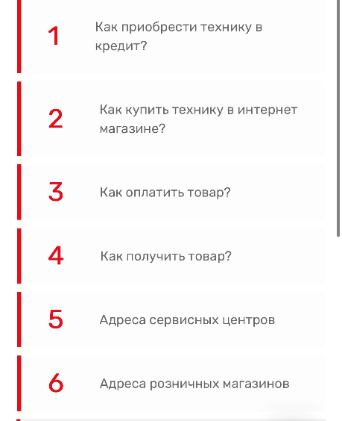 1
Как приобрести технику в
кредит?
2
Как купить технику в интернет
магазине?
3
Как оплатить товар?
4
Как получить товар?
5
Адреса сервисных центров
6
Адреса розничных магазинов